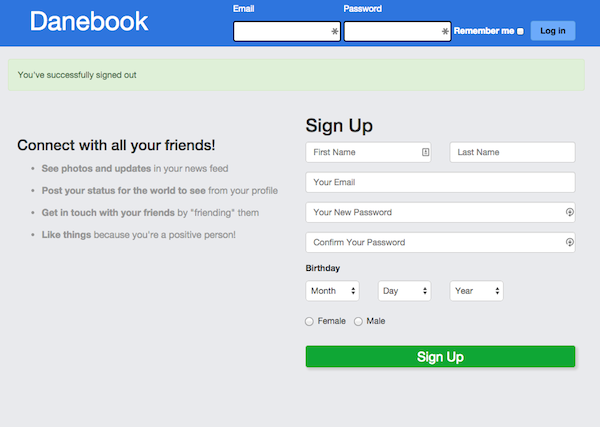 Danebook
Email
Password
Remember me
Log in
You've successfully signed out
Connect with all your friends!
See photos and updates in your news feed
Post your status for the world to see from your profile
Get in touch with your friends by "friending" them
Like things because you're a positive person!
Sign Up
First Name
Last Name
Your Email
Your New Password
Confirm Your Password
Birthday
Month
Day
Year
Female
Male
Sign Up